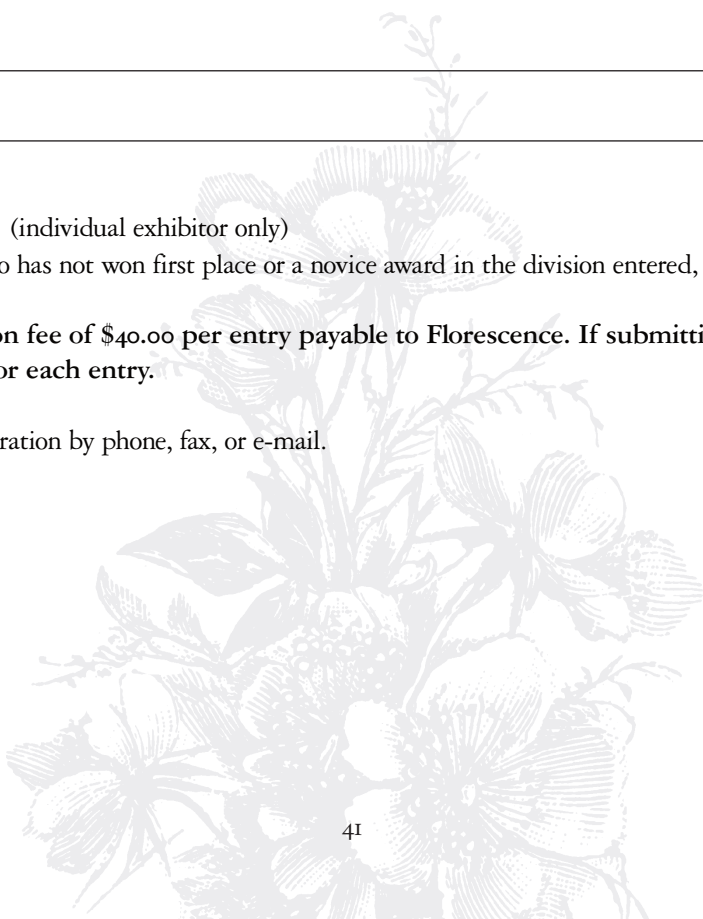 (individual exhibitor only)
o has not won first place or a novice award in the division entered,
on fee of $40.00 per entry payable to Florescence. If submitti
or each entry.
ration by phone, fax, or e-mail.
41